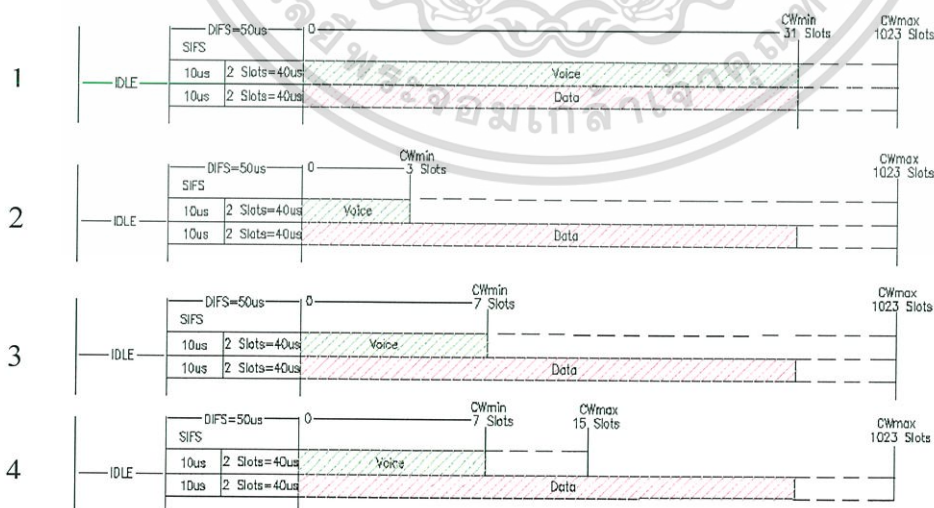 DIFS=50us 0 CWmin 31 Slots CWmax 1023 Slots
SIFS
1 IDLE 10us 2 Slots=40us Voice
10us 2 Slots=40us Data
DIFS=50us 0 CWmin 3 Slots CWmax 1023 Slots
SIFS
2 IDLE 10us 2 Slots=40us Voice
10us 2 Slots=40us Data
DIFS=50us 0 CWmin 7 Slots CWmax 1023 Slots
SIFS
3 IDLE 10us 2 Slots=40us Voice
10us 2 Slots=40us Data
DIFS=50us 0 CWmin 7 Slots CWmax 15 Slots CWmax 1023 Slots
SIFS
4 IDLE 10us 2 Slots=40us Voice
10us 2 Slots=40us Data